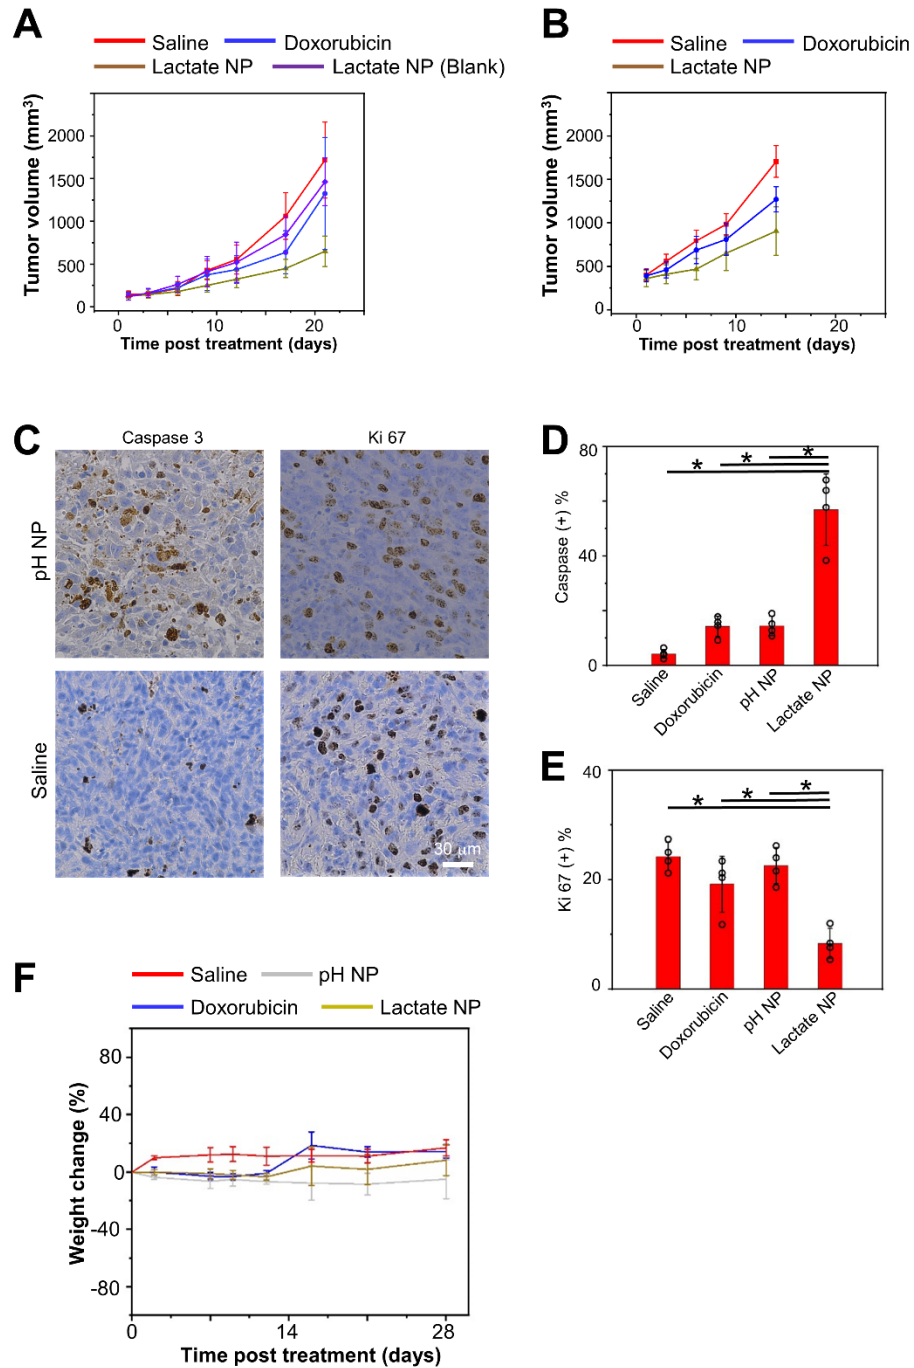 A
Saline Doxorubicin
Lactate NP Lactate NP (Blank)
Tumor volume (mm³)
2000
1500
1000
500
0
0 10 20
Time post treatment (days)
B
Saline Doxorubicin
Lactate NP
Tumor volume (mm³)
2000
1500
1000
500
0
0 10 20
Time post treatment (days)
C
Caspase 3 Ki 67
pH NP
Saline
30 μm
D
Caspase (+) %
80
40
0
Saline
Doxorubicin
pH NP
Lactate NP
* * *
E
Ki 67 (+) %
40
20
0
Saline
Doxorubicin
pH NP
Lactate NP
* * *
F
Saline pH NP
Doxorubicin Lactate NP
Weight change (%)
80
40
0
-40
-80
0 14 28
Time post treatment (days)